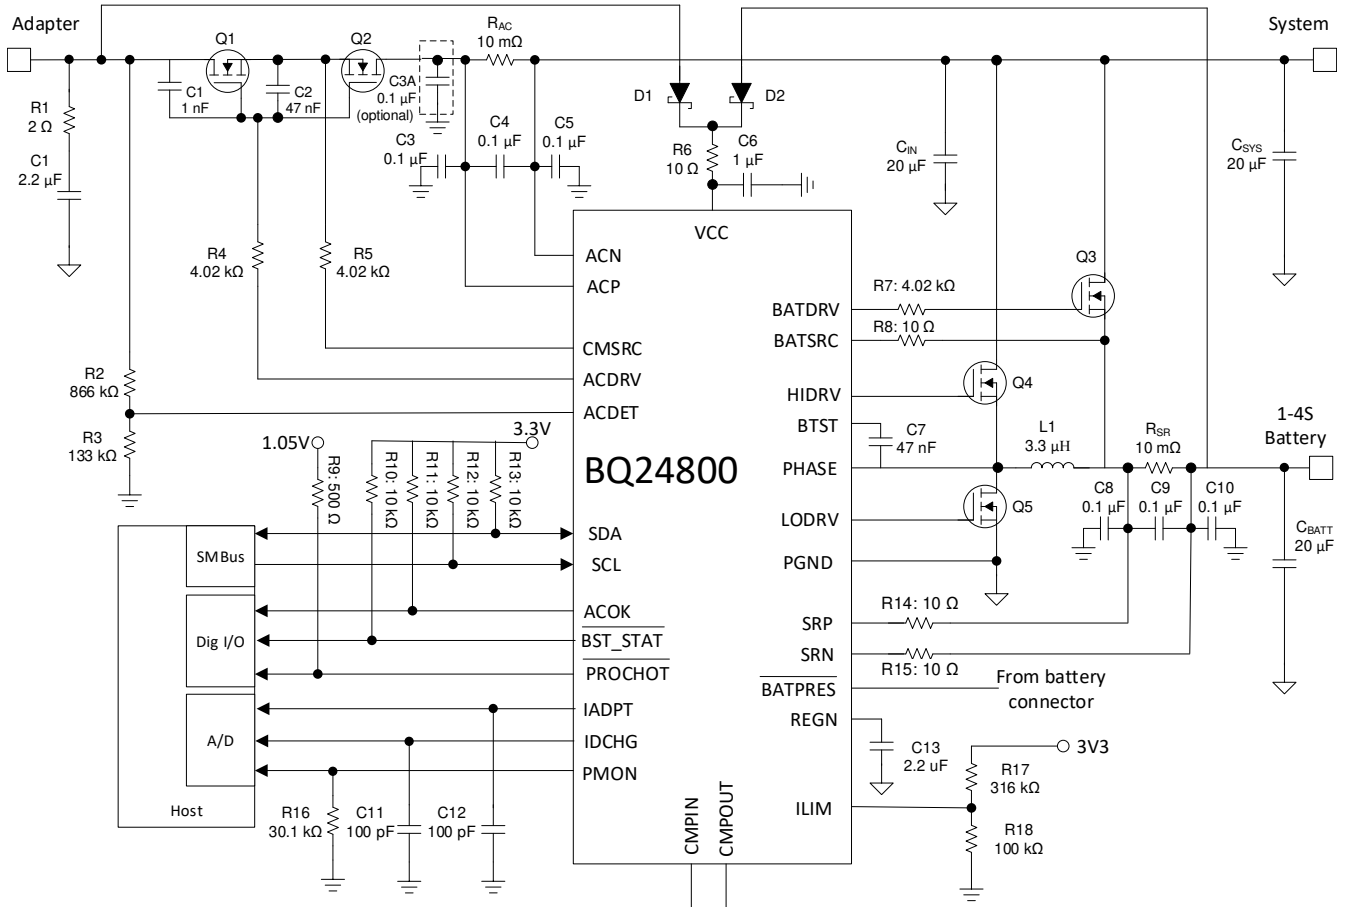 Adapter
System
Q1
Q2
R_AC
10 mΩ
C1
1 nF
C2
47 nF
C3A
0.1 µF
(optional)
R1
2 Ω
C1
2.2 µF
C3
0.1 µF
C4
0.1 µF
C5
0.1 µF
D1
D2
R6
10 Ω
C6
1 µF
C_IN
20 µF
C_SYS
20 µF
R4
4.02 kΩ
R5
4.02 kΩ
R2
866 kΩ
R3
133 kΩ
VCC
ACN
ACP
CMSRC
ACDRV
ACDET
BQ24800
SDA
SCL
ACOK
BST_STAT
PROCHOT
IADPT
IDCHG
PMON
CMPIN
CMPOUT
BATDRV
BATSRC
HIDRV
BTST
PHASE
LODRV
PGND
SRP
SRN
BATPRES
REGN
ILIM
R7: 4.02 kΩ
R8: 10 Ω
Q3
Q4
Q5
C7
47 nF
L1
3.3 µH
R_SR
10 mΩ
1-4S
Battery
C8
0.1 µF
C9
0.1 µF
C10
0.1 µF
C_BATT
20 µF
R14: 10 Ω
R15: 10 Ω
From battery
connector
C13
2.2 uF
3V3
R17
316 kΩ
R18
100 kΩ
1.05V
3.3V
R9: 500 Ω
R10: 10 kΩ
R11: 10 kΩ
R12: 10 kΩ
R13: 10 kΩ
SMBus
Dig I/O
A/D
Host
R16
30.1 kΩ
C11
100 pF
C12
100 pF